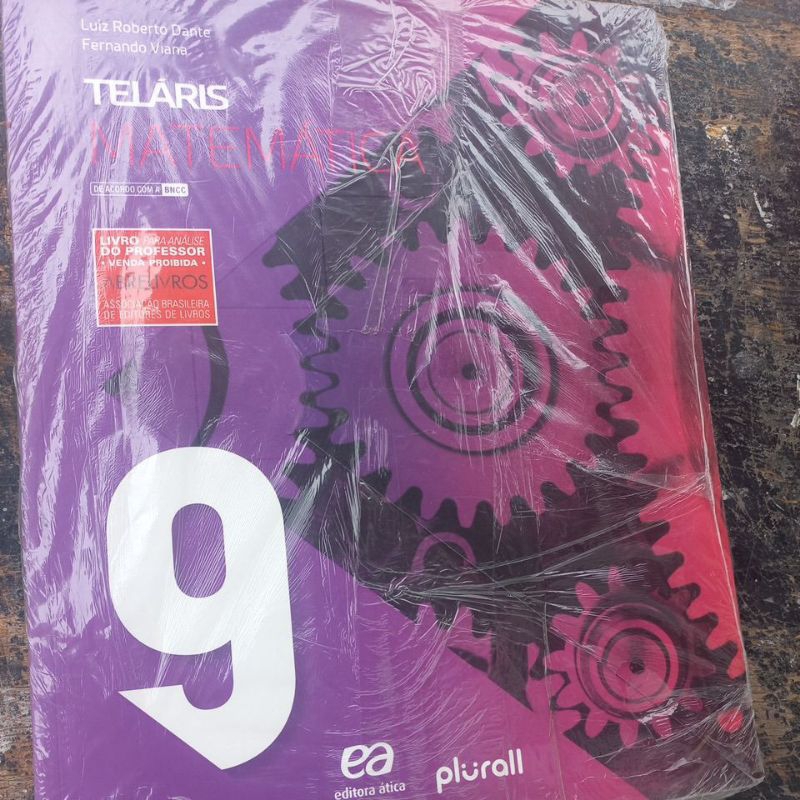 Luiz Roberto Dante
Fernando Viana
TELÁRIS
MATEMÁTICA
DE ACORDO COM A BNCC
LIVRO PARA ANÁLISE
DO PROFESSOR
• VENDA PROIBIDA •
ABRELIVROS
ASSOCIAÇÃO BRASILEIRA
DE EDITORES DE LIVROS
9
ea
editora ática
plurall